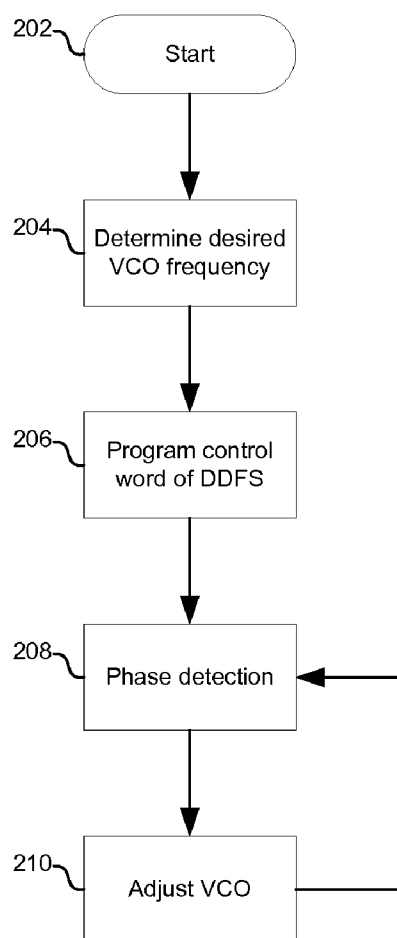 202
Start
204
Determine desired
VCO frequency
206
Program control
word of DDFS
208
Phase detection
210
Adjust VCO